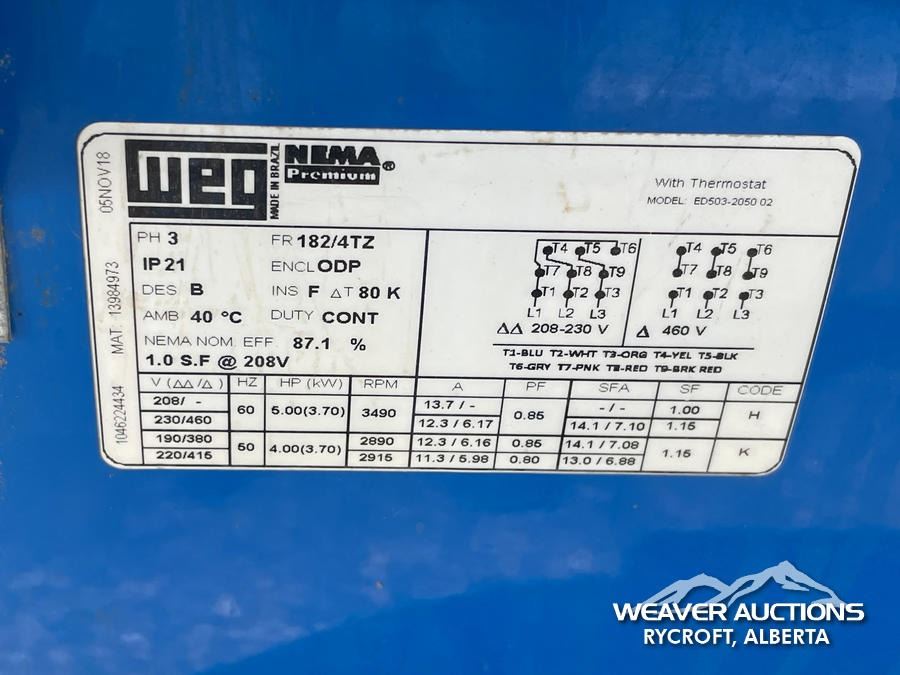 05NOV18
MAT. 13984973
1046224434
WEG MADE IN BRAZIL
NEMA Premium®
With Thermostat
MODEL: ED503-2050 02
PH 3 FR 182/4TZ
IP 21 ENCL ODP
DES B INS F ΔT 80 K
AMB 40 °C DUTY CONT
NEMA NOM. EFF. 87.1 %
1.0 S.F @ 208V
T4 T5 T6
T7 T8 T9
T1 T2 T3
L1 L2 L3
ΔΔ 208-230 V
T4 T5 T6
T7 T8 T9
T1 T2 T3
L1 L2 L3
Δ 460 V
T1-BLU T2-WHT T3-ORG T4-YEL T5-BLK
T6-GRY T7-PNK T8-RED T9-BRK RED
V (ΔΔ /Δ) HZ HP (kW) RPM A PF SFA SF CODE
208/ - 60 5.00(3.70) 3490 13.7 / - 0.85 - / - 1.00 H
230/460 12.3 / 6.17 14.1 / 7.10 1.15
190/380 50 4.00(3.70) 2890 12.3 / 6.16 0.85 14.1 / 7.08 1.15 K
220/415 2915 11.3 / 5.98 0.80 13.0 / 6.88
WEAVER AUCTIONS
RYCROFT, ALBERTA